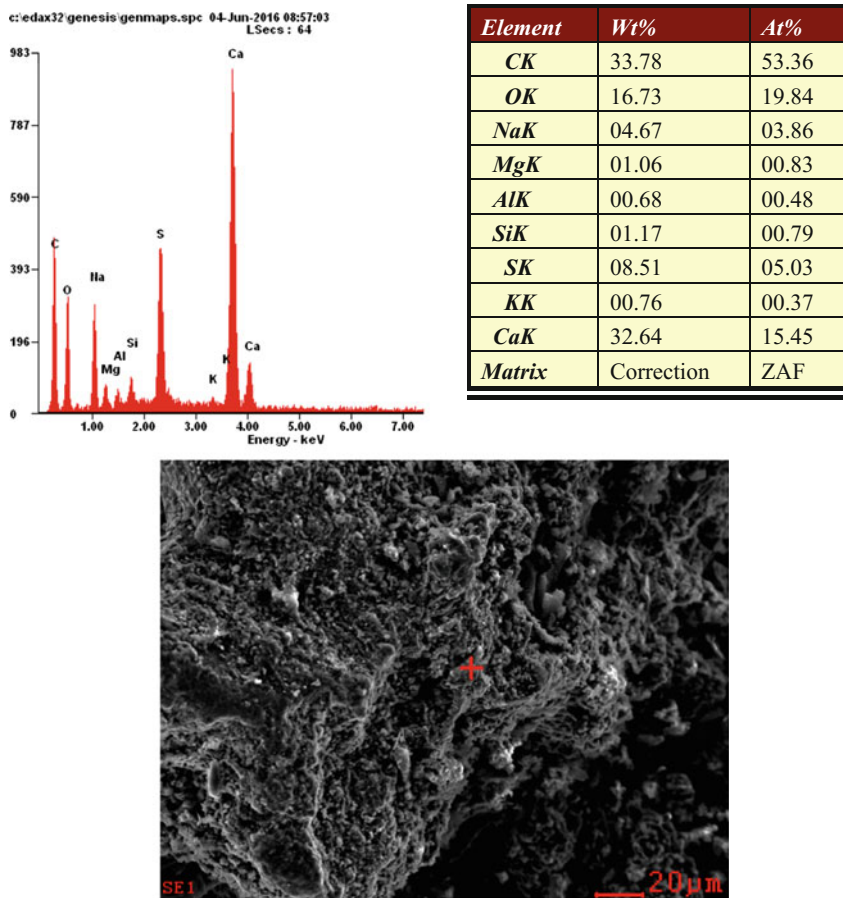 c:\edax32\genesis\genmaps.spc 04-Jun-2016 08:57:03
LSecs : 64
983
787
590
393
196
0
C
O
Na
Mg
Al
Si
S
K
K
Ca
Ca
1.00 2.00 3.00 4.00 5.00 6.00 7.00
Energy - keV
Element Wt% At%
CK 33.78 53.36
OK 16.73 19.84
NaK 04.67 03.86
MgK 01.06 00.83
AlK 00.68 00.48
SiK 01.17 00.79
SK 08.51 05.03
KK 00.76 00.37
CaK 32.64 15.45
Matrix Correction ZAF
SE1
20µm